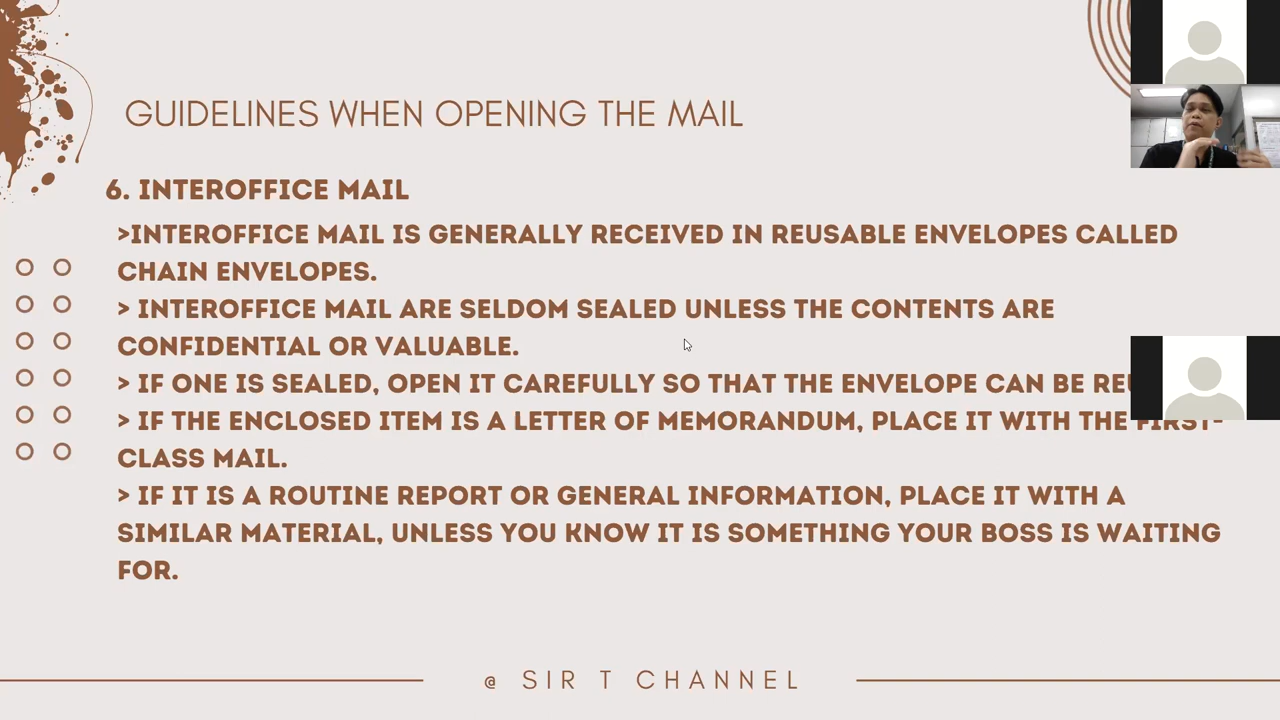 GUIDELINES WHEN OPENING THE MAIL
6. INTEROFFICE MAIL
>INTEROFFICE MAIL IS GENERALLY RECEIVED IN REUSABLE ENVELOPES CALLED
CHAIN ENVELOPES.
> INTEROFFICE MAIL ARE SELDOM SEALED UNLESS THE CONTENTS ARE
CONFIDENTIAL OR VALUABLE.
> IF ONE IS SEALED, OPEN IT CAREFULLY SO THAT THE ENVELOPE CAN BE
> IF THE ENCLOSED ITEM IS A LETTER OF MEMORANDUM, PLACE IT WITH THE FIRST-
CLASS MAIL.
> IF IT IS A ROUTINE REPORT OR GENERAL INFORMATION, PLACE IT WITH A
SIMILAR MATERIAL, UNLESS YOU KNOW IT IS SOMETHING YOUR BOSS IS WAITING
FOR.
@ SIR T CHANNEL